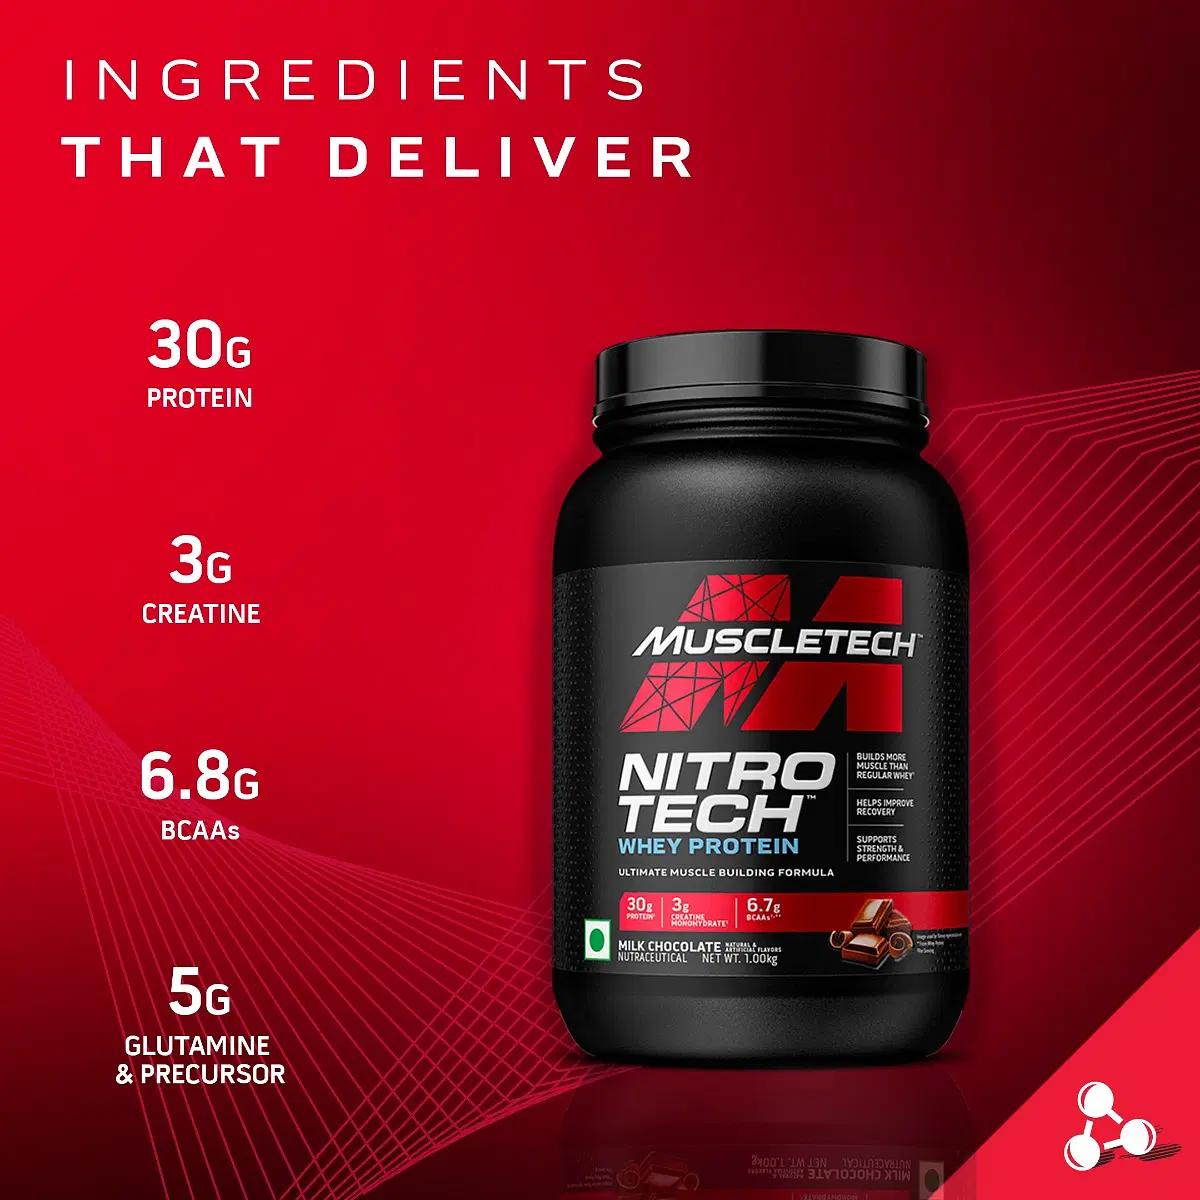 INGREDIENTS
THAT DELIVER
30G
PROTEIN
3G
CREATINE
6.8G
BCAAs
5G
GLUTAMINE
& PRECURSOR
MUSCLETECH™
NITRO
TECH™
WHEY PROTEIN
ULTIMATE MUSCLE BUILDING FORMULA
BUILDS MORE
MUSCLE THAN
REGULAR WHEY
HELPS IMPROVE
RECOVERY
SUPPORTS
STRENGTH &
PERFORMANCE
30g
PROTEIN
3g
CREATINE
MONOHYDRATE
6.7g
BCAAs
MILK CHOCOLATE
NATURAL &
ARTIFICIAL FLAVORS
NUTRACEUTICAL
NET WT. 1.00kg